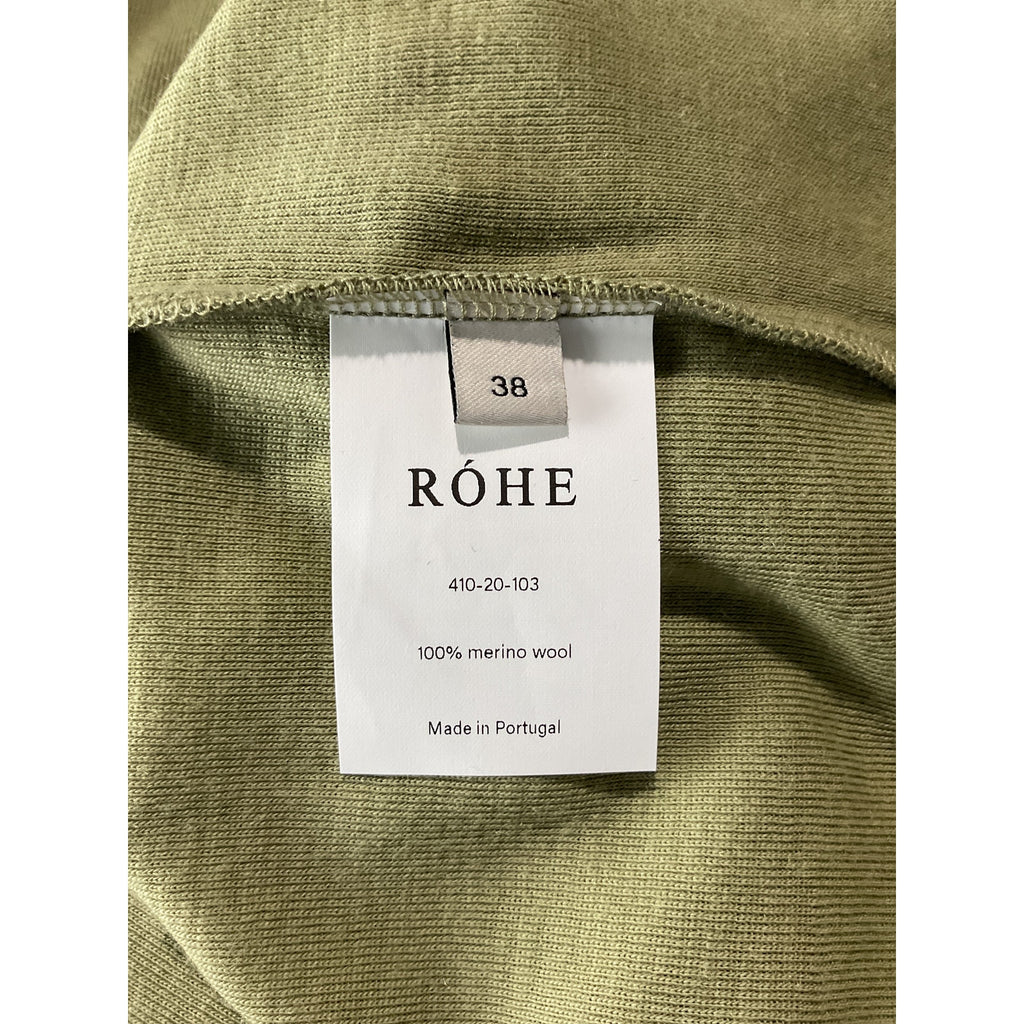 38
RÓHE
410-20-103
100% merino wool
Made in Portugal